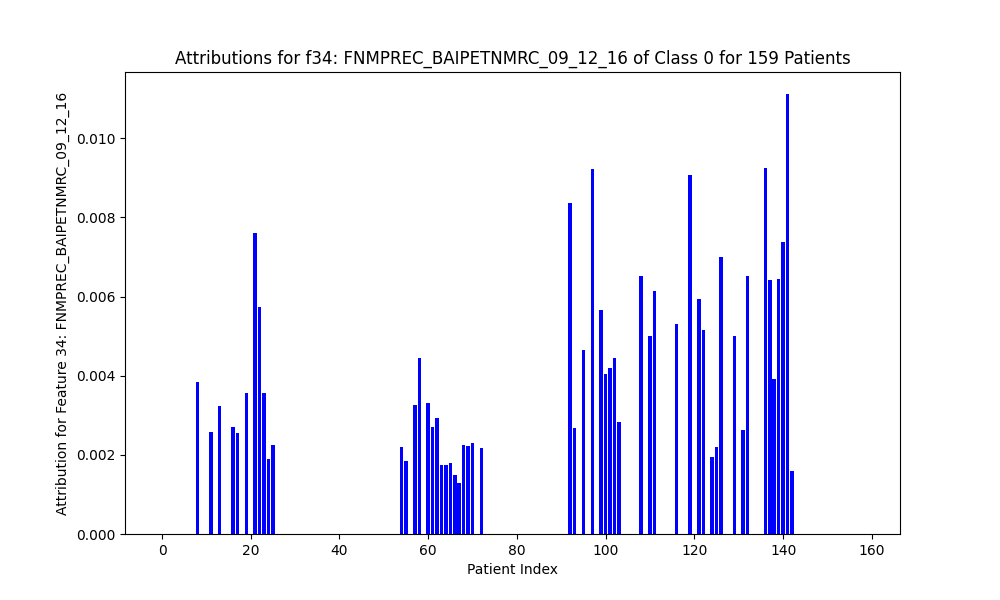 Attributions for f34: FNMPREC_BAIPETNMRC_09_12_16 of Class 0 for 159 Patients
Attribution for Feature 34: FNMPREC_BAIPETNMRC_09_12_16
0.010
0.008
0.006
0.004
0.002
0.000
0 20 40 60 80 100 120 140 160
Patient Index